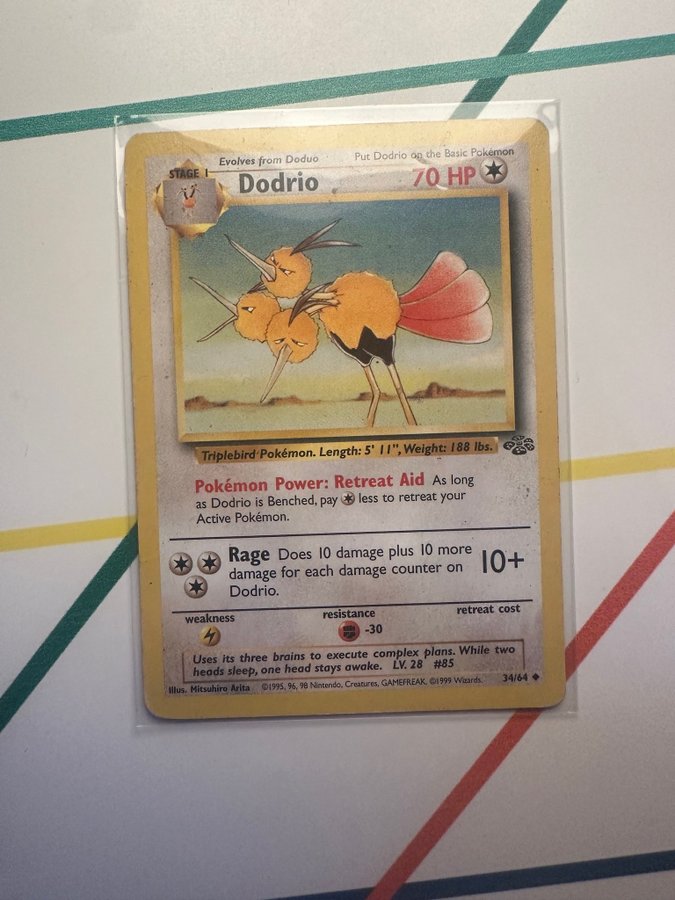 Evolves from Doduo
Put Dodrio on the Basic Pokémon
STAGE 1
Dodrio
70 HP
Triplebird Pokémon. Length: 5' 11", Weight: 188 lbs.
Pokémon Power: Retreat Aid As long
as Dodrio is Benched, pay less to retreat your
Active Pokémon.
Rage Does 10 damage plus 10 more
damage for each damage counter on
Dodrio.
10+
weakness
resistance
retreat cost
-30
Uses its three brains to execute complex plans. While two
heads sleep, one head stays awake. LV. 28 #85
Illus. Mitsuhiro Arita ©1995, 96, 98 Nintendo, Creatures, GAMEFREAK. ©1999 Wizards. 34/64